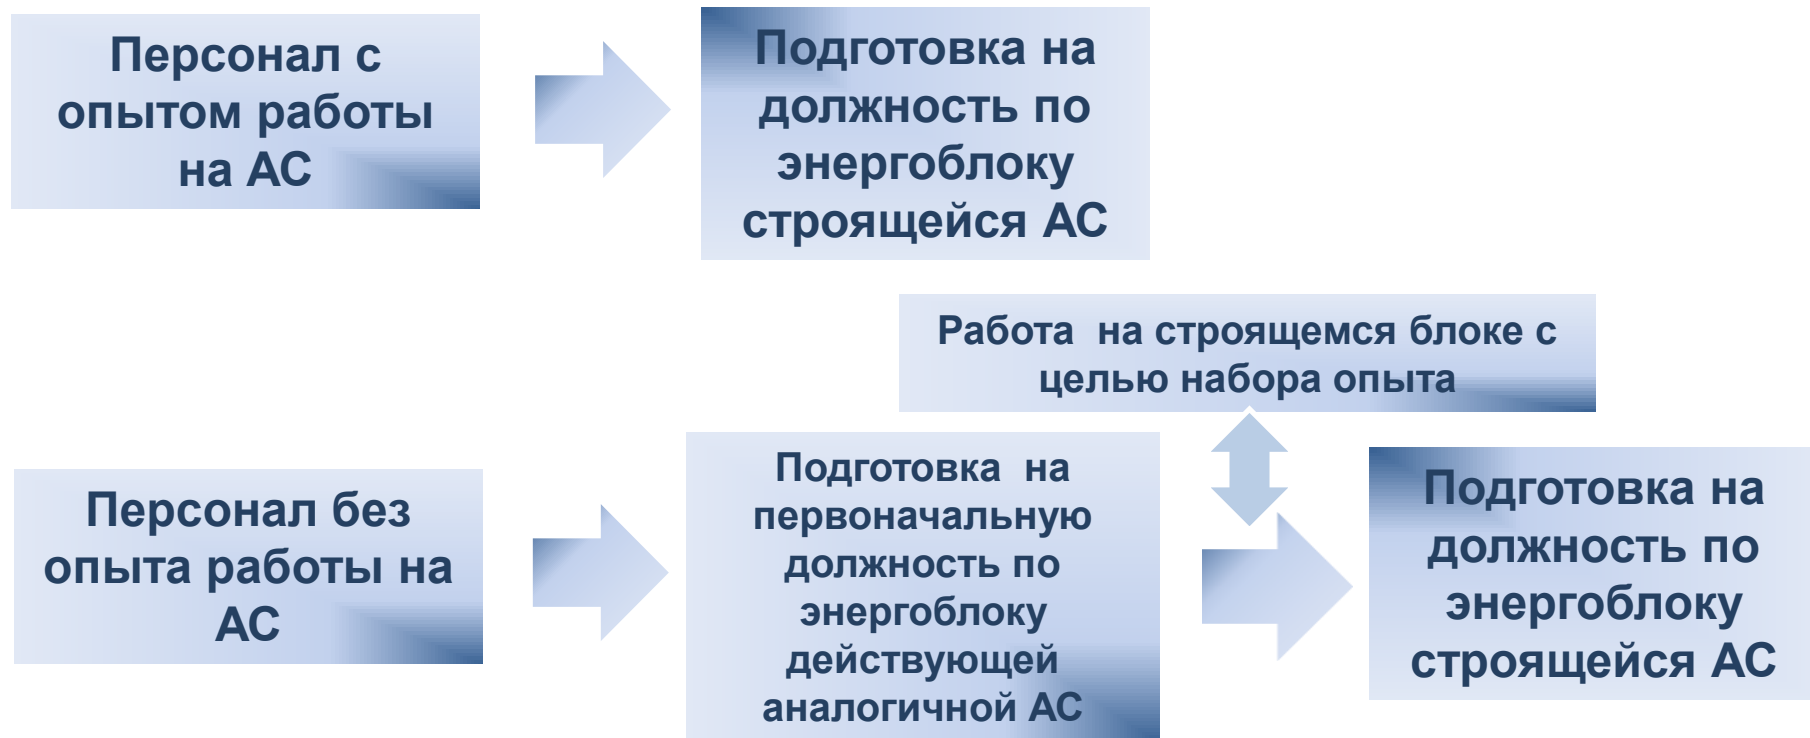 Персонал с
опытом работы
на АС
Подготовка на
должность по
энергоблоку
строящейся АС
Работа  на строящемся блоке с
целью набора опыта
Персонал без
опыта работы на
АС
Подготовка  на
первоначальную
должность по
энергоблоку
действующей
аналогичной АС
Подготовка на
должность по
энергоблоку
строящейся АС